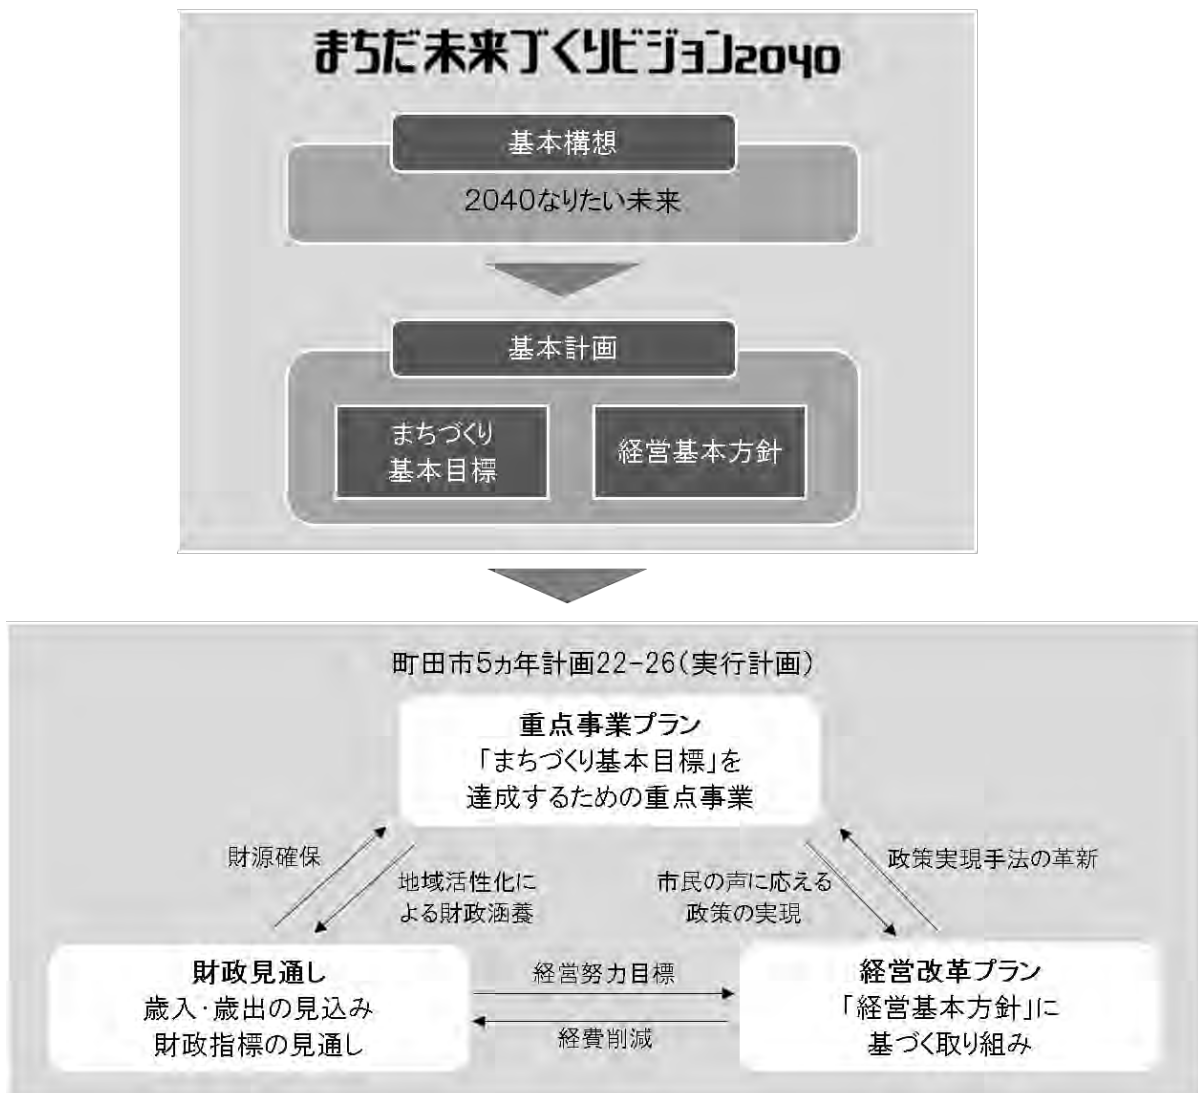 まちだ未来づくりビジョン2040
基本構想
2040なりたい未来
基本計画
まちづくり
基本目標
経営基本方針
町田市5ヵ年計画22-26(実行計画)
重点事業プラン
「まちづくり基本目標」を
達成するための重点事業
財源確保
地域活性化に
よる財政涵養
市民の声に応える
政策の実現
政策実現手法の革新
財政見通し
歳入・歳出の見込み
財政指標の見通し
経営努力目標
経費削減
経営改革プラン
「経営基本方針」に
基づく取り組み